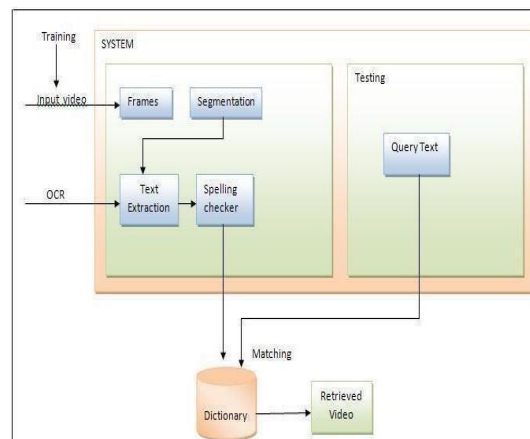 Training
SYSTEM
Testing
Input video
Frames
Segmentation
Query Text
OCR
Text
Extraction
Spelling
checker
Matching
Dictionary
Retrieved
Video